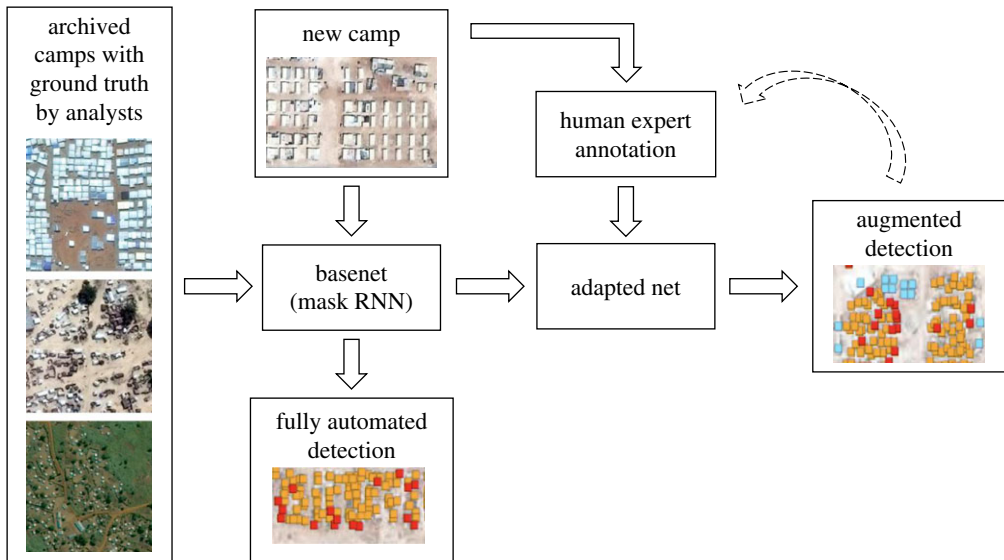 archived
camps with
ground truth
by analysts
new camp
human expert
annotation
basenet
(mask RNN)
adapted net
augmented
detection
fully automated
detection